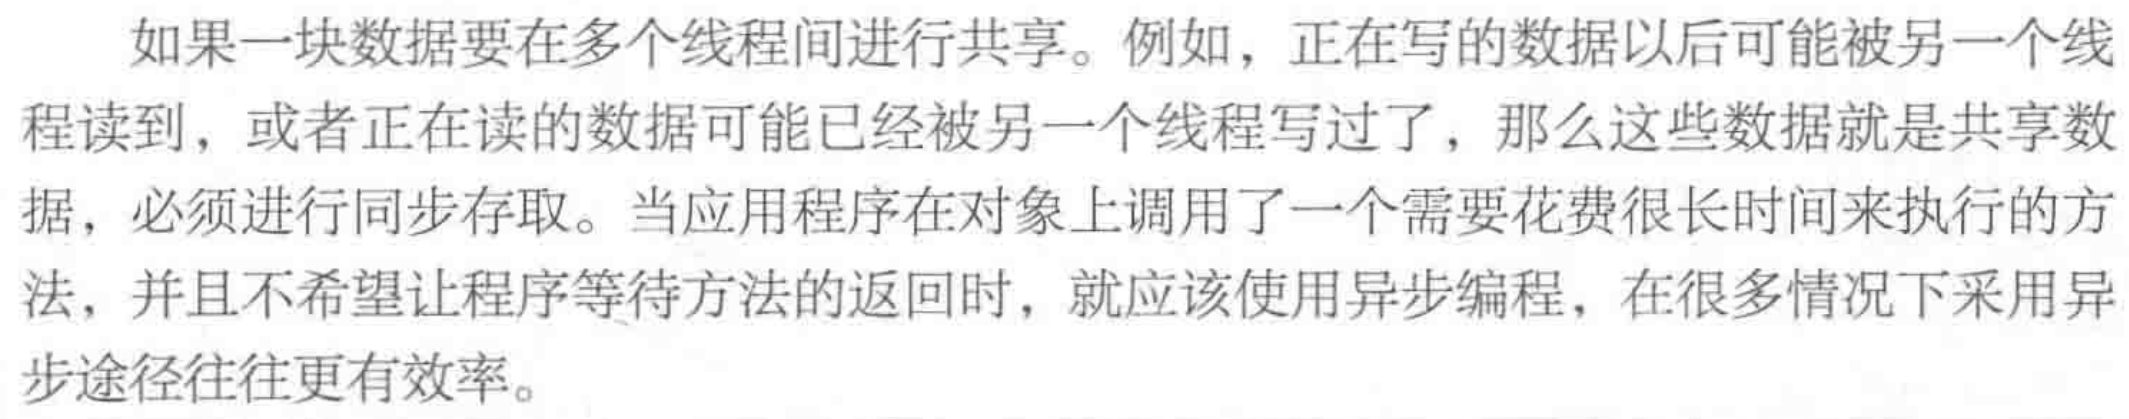 如果一块数据要在多个线程间进行共享。例如，正在写的数据以后可能被另一个线
程读到，或者正在读的数据可能已经被另一个线程写过了，那么这些数据就是共享数
据，必须进行同步存取。当应用程序在对象上调用了一个需要花费很长时间来执行的方
法，并且不希望让程序等待方法的返回时，就应该使用异步编程，在很多情况下采用异
步途径往往更有效率。